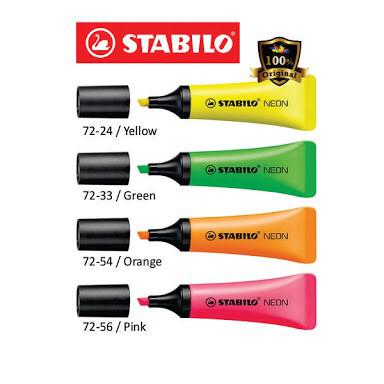 STABILO
100%
Original
STABILO NEON
72-24 / Yellow
STABILO NEON
72-33 / Green
STABILO NEON
72-54 / Orange
STABILO NEON
72-56 / Pink